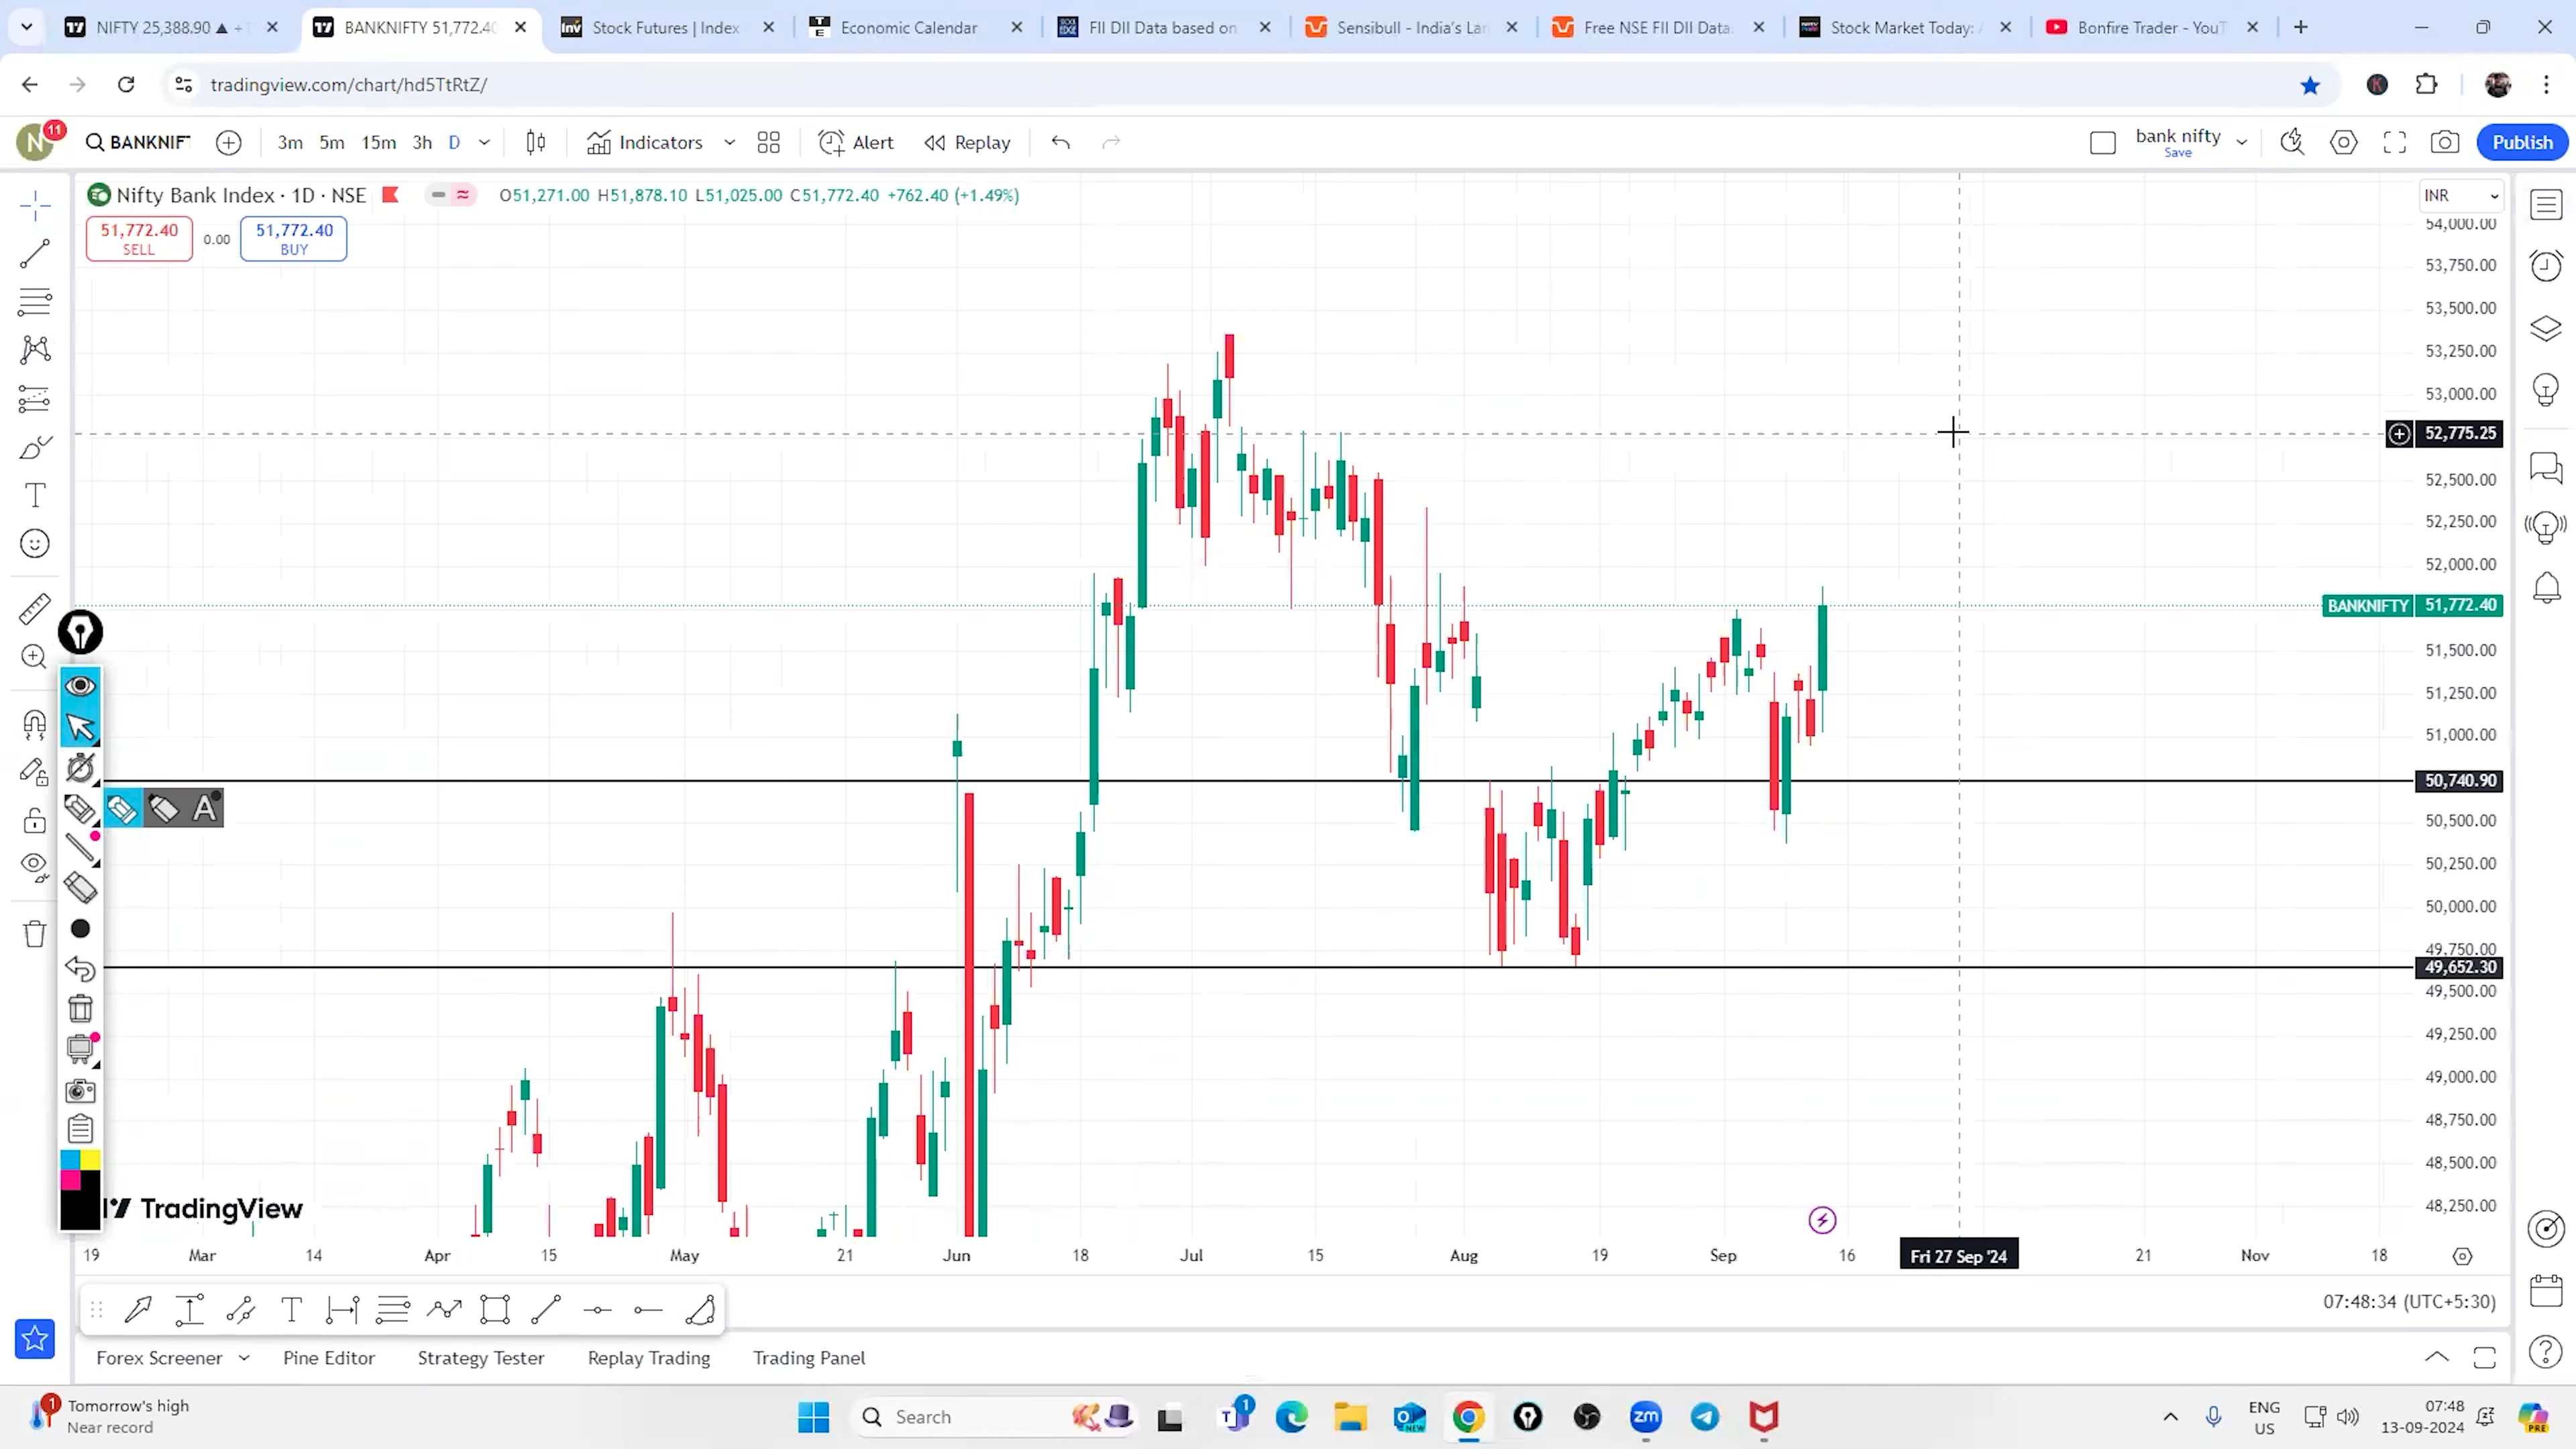 NIFTY 25,388.90 ▲ +
BANKNIFTY 51,772.40
Stock Futures | Index
Economic Calendar
FII DII Data based on
Sensibull - India's Lar
Free NSE FII DII Data
Stock Market Today:
Bonfire Trader - YouT
tradingview.com/chart/hd5TtRtZ/
N
11
BANKNIF
3m 5m 15m 3h D
Indicators
Alert
Replay
bank nifty
Save
Publish
Nifty Bank Index · 1D · NSE
O51,271.00 H51,878.10 L51,025.00 C51,772.40 +762.40 (+1.49%)
INR
51,772.40
SELL
0.00
51,772.40
BUY
54,000.00
53,750.00
53,500.00
53,250.00
53,000.00
52,775.25
52,500.00
52,250.00
52,000.00
BANKNIFTY 51,772.40
51,500.00
51,250.00
51,000.00
50,740.90
50,500.00
50,250.00
50,000.00
49,750.00
49,652.30
49,500.00
49,250.00
49,000.00
48,750.00
48,500.00
48,250.00
A
TradingView
19 Mar 14 Apr 15 May 21 Jun 18 Jul 15 Aug 19 Sep 16 Fri 27 Sep '24 21 Nov 18
07:48:34 (UTC+5:30)
Forex Screener
Pine Editor
Strategy Tester
Replay Trading
Trading Panel
1
Tomorrow's high
Near record
Search
1
zm
ENG
US
07:48
13-09-2024
PRE